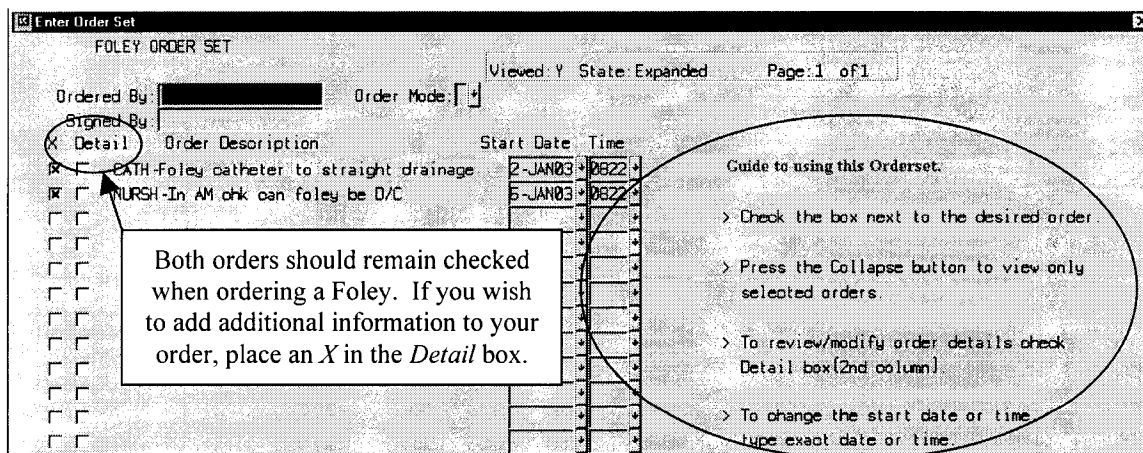 Enter Order Set
FOLEY ORDER SET
Viewed:Y State:Expanded Page:1 of1
Ordered By: Order Mode:
Signed By:
X Detail Order Description Start Date Time
CATH-Foley catheter to straight drainage 2-JAN03 0822
NURSH-In AM chk can foley be D/C 6-JAN03 0822
Both orders should remain checked
when ordering a Foley. If you wish
to add additional information to your
order, place an X in the Detail box.
Guide to using this Orderset.
> Check the box next to the desired order.
> Press the Collapse button to view only
selected orders.
> To review/modify order details check
Detail box(2nd column).
> To change the start date or time
type exact date or time.